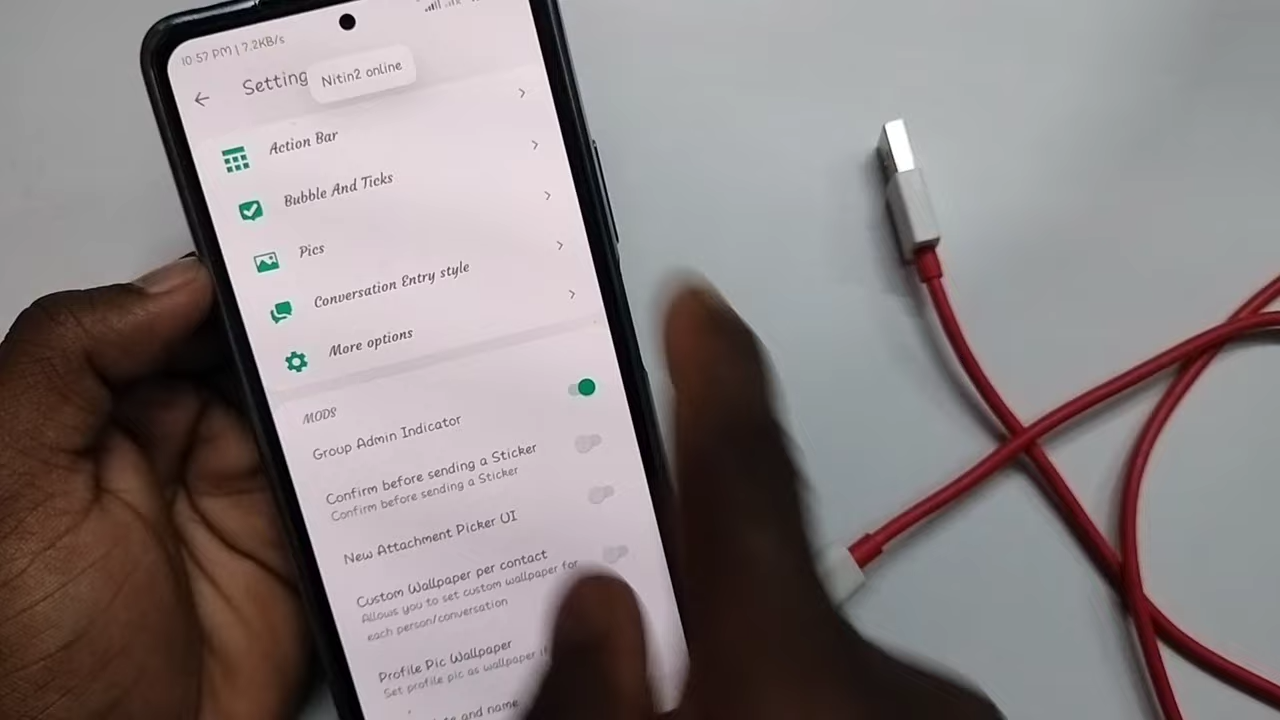 10:57 PM | 7.2KB/s
Setting
Nitin2 online
Action Bar
Bubble And Ticks
Pics
Conversation Entry style
More options
MODS
Group Admin Indicator
Confirm before sending a Sticker
Confirm before sending a Sticker
New Attachment Picker UI
Custom Wallpaper per contact
Allows you to set custom wallpaper for
each person/conversation
Profile Pic Wallpaper
Set profile pic as wallpaper
and name